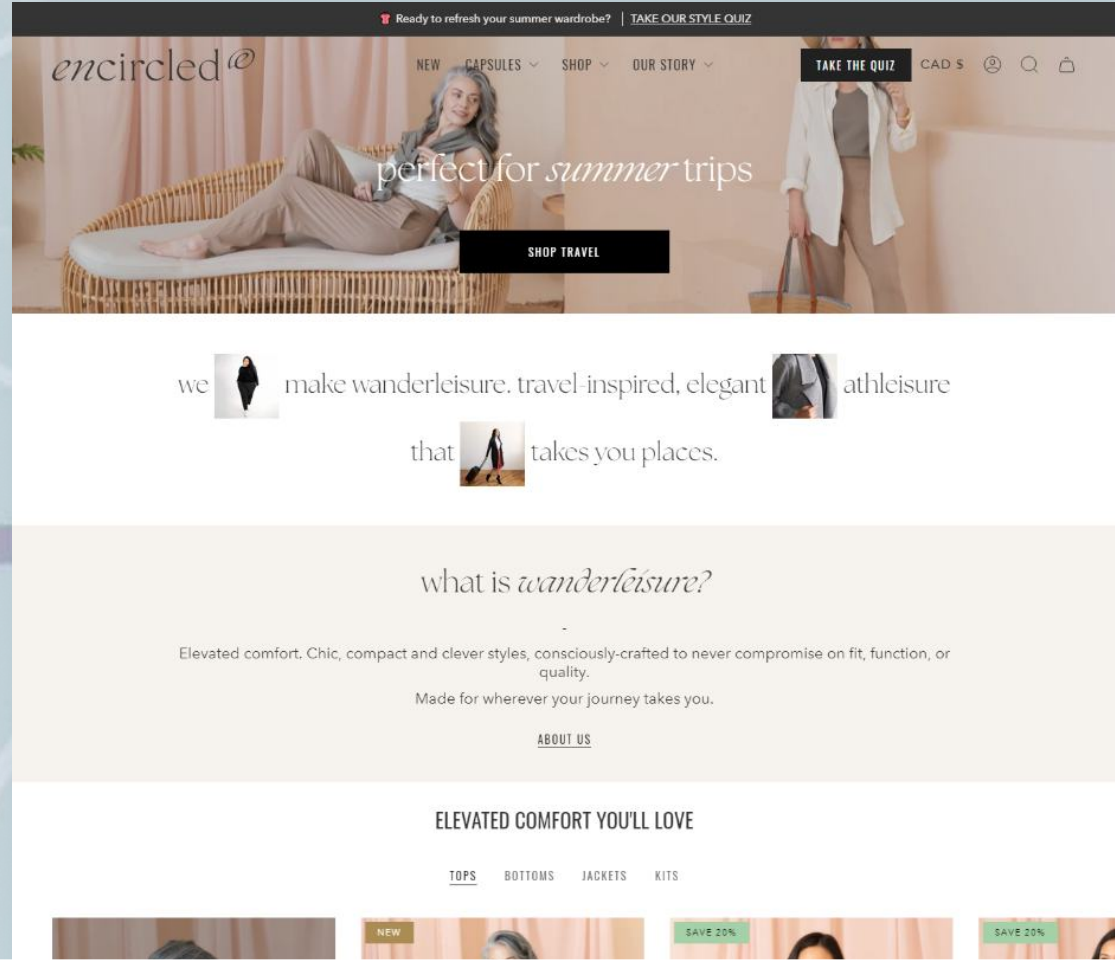 Ready to refresh your summer wardrobe? | TAKE OUR STYLE QUIZ
encircled
NEW CAPSULES SHOP OUR STORY TAKE THE QUIZ CAD $
perfect for summer trips
SHOP TRAVEL
we make wanderleisure. travel-inspired, elegant athleisure
that takes you places.
what is wanderleisure?
-
Elevated comfort. Chic, compact and clever styles, consciously-crafted to never compromise on fit, function, or
quality.
Made for wherever your journey takes you.
ABOUT US
ELEVATED COMFORT YOU'LL LOVE
TOPS BOTTOMS JACKETS KITS
NEW SAVE 20% SAVE 20%